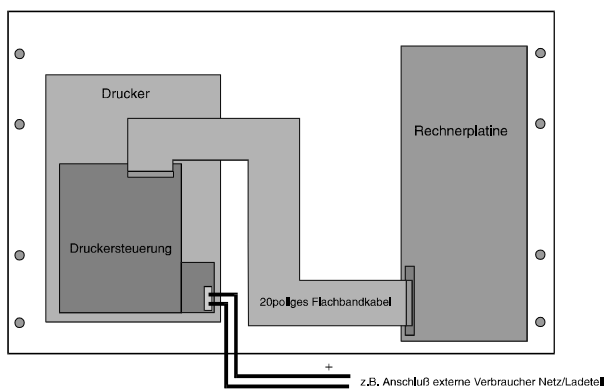 Drucker
Rechnerplatine
Druckersteuerung
20poliges Flachbandkabel
+
z.B. Anschluß externe Verbraucher Netz/Ladeteil